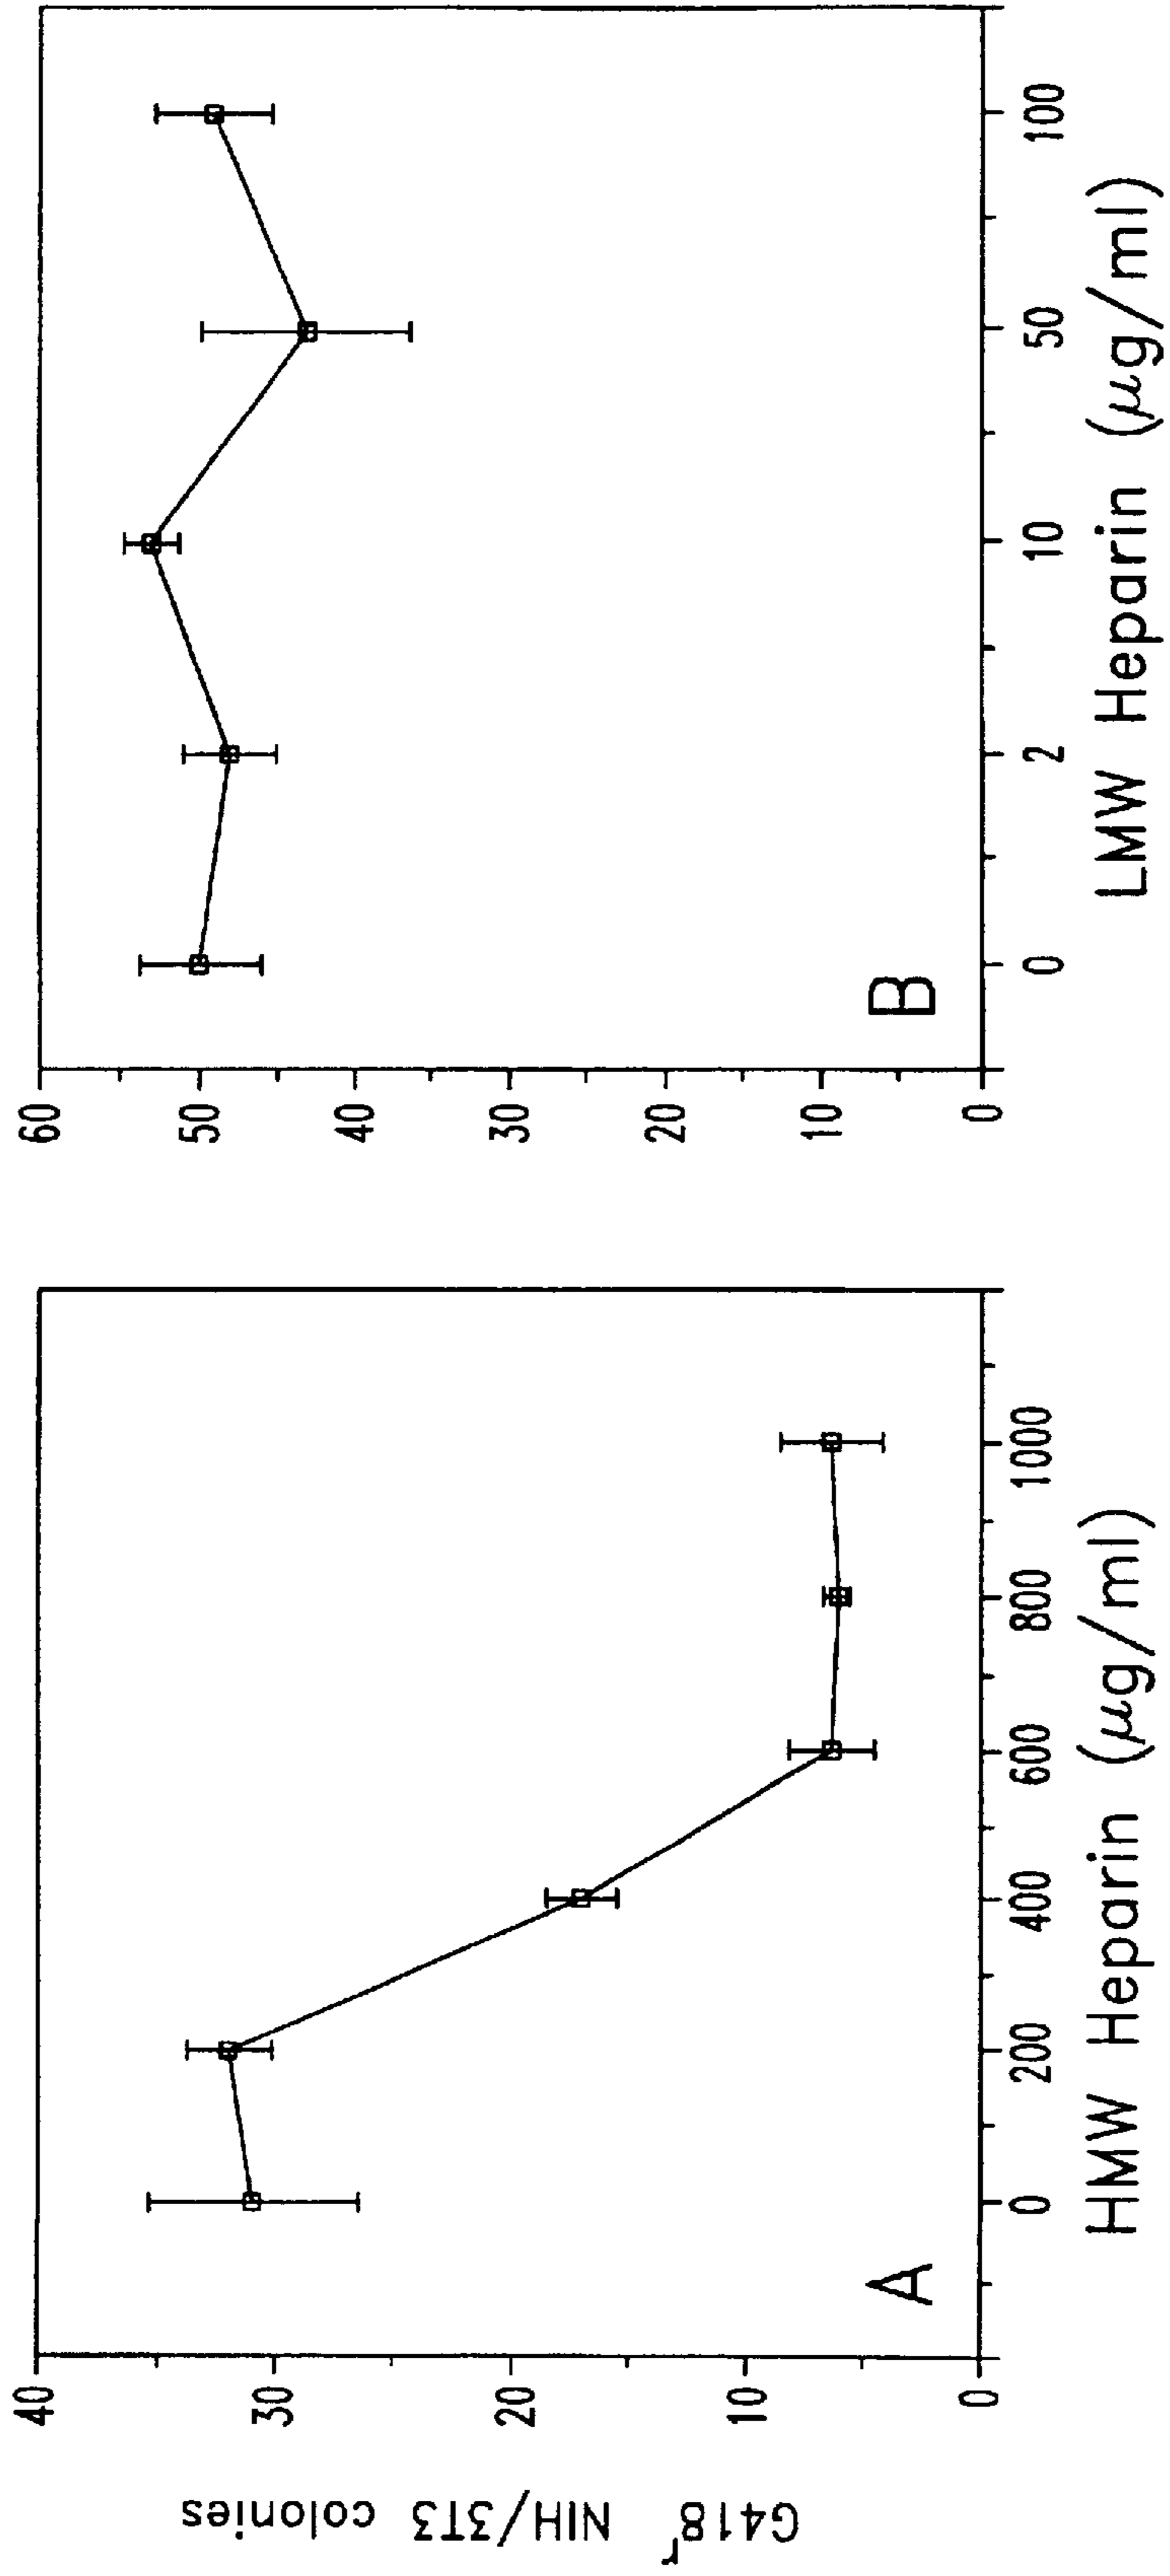 G418r NIH/3T3 colonies
40
30
20
10
0
A
0 200 400 600 800 1000
HMW Heparin (μg/ml)
60
50
40
30
20
10
0
B
0 2 10 50 100
LMW Heparin (μg/ml)